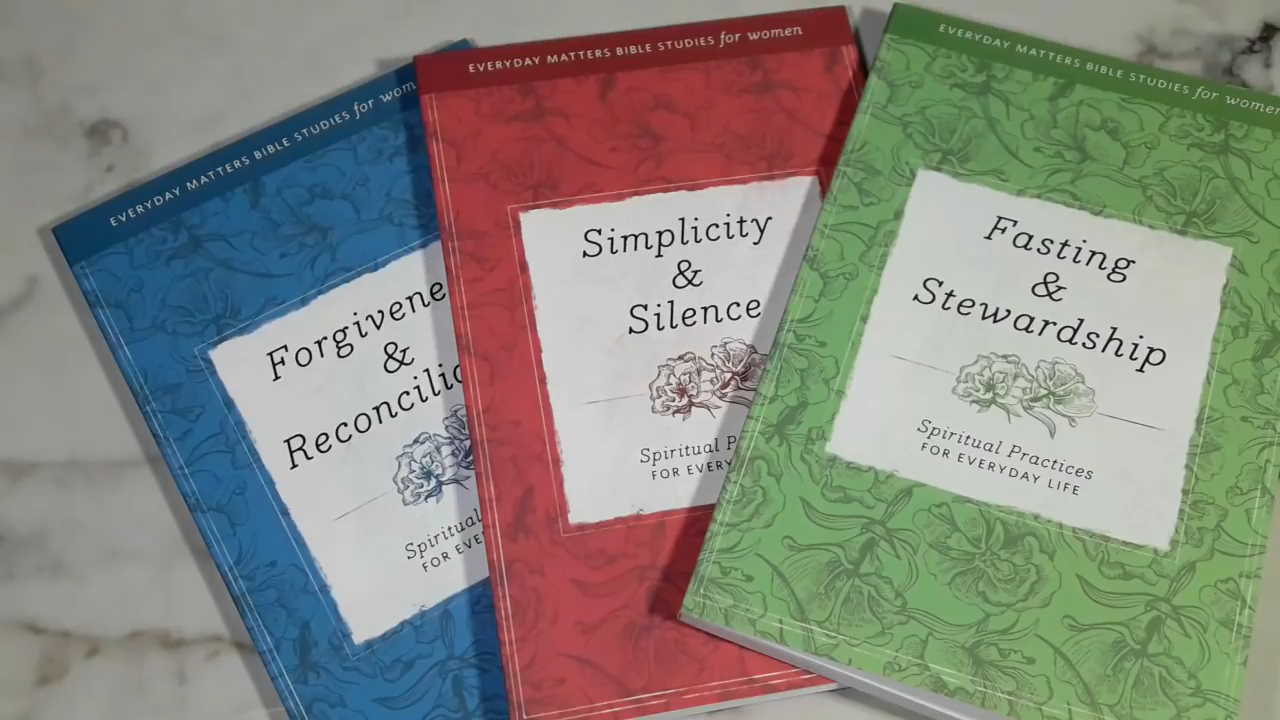 EVERYDAY MATTERS BIBLE STUDIES for wom
Forgivene
&
Reconcili
Spiritual
FOR EVE
EVERYDAY MATTERS BIBLE STUDIES for women
Simplicity
&
Silence
Spiritual P
FOR EVERY
EVERYDAY MATTERS BIBLE STUDIES for women
Fasting
&
Stewardship
Spiritual Practices
FOR EVERYDAY LIFE